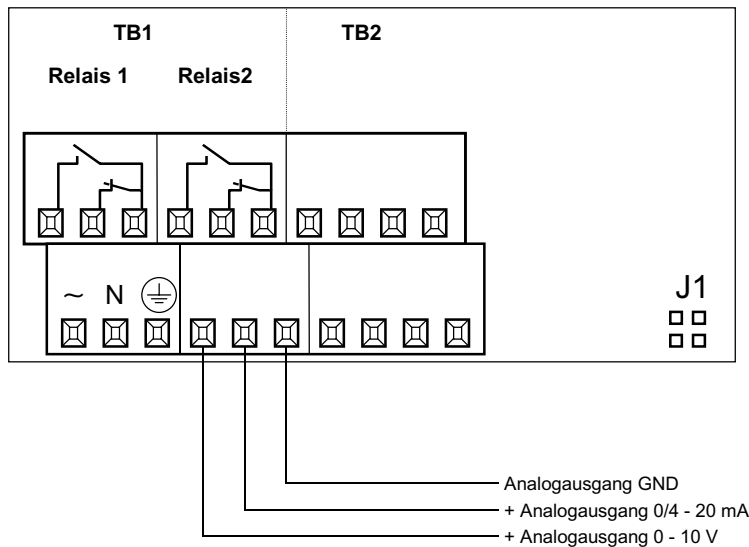 TB1 TB2
Relais 1 Relais2
~ N
J1
Analogausgang GND
+ Analogausgang 0/4 - 20 mA
+ Analogausgang 0 - 10 V